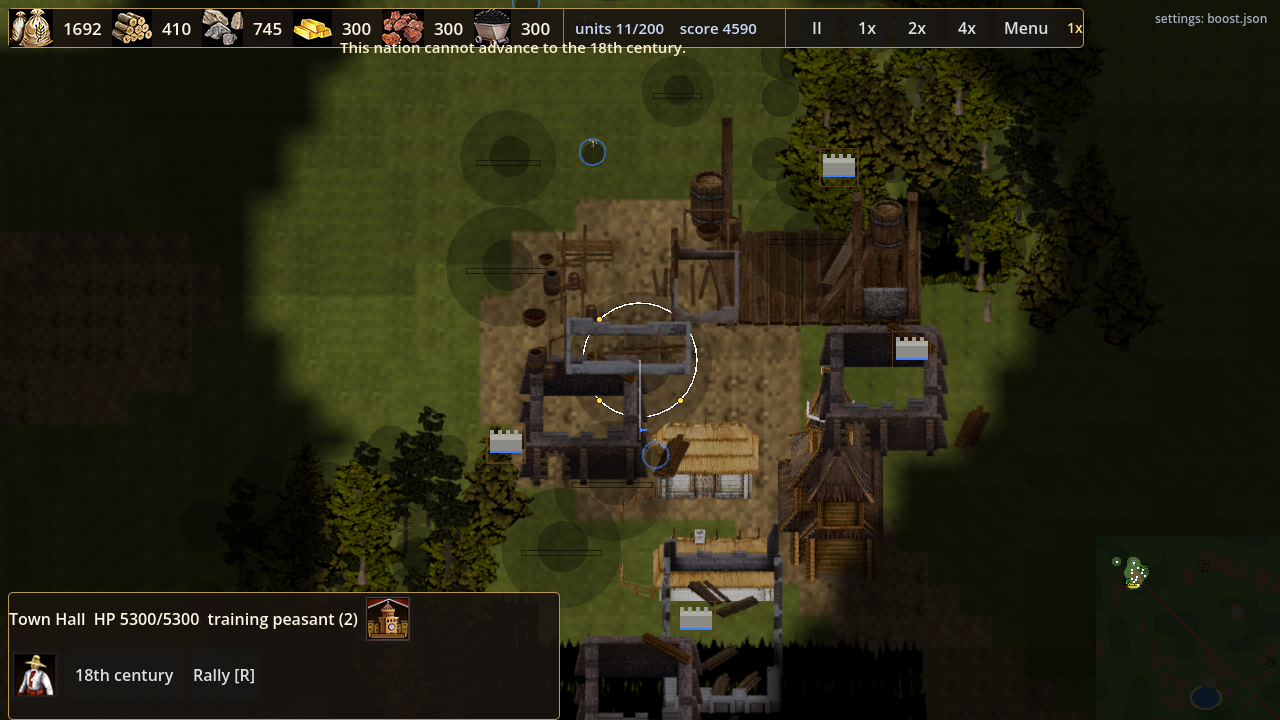 1692 410 745 300 300 300 units 11/200 score 4590 II 1x 2x 4x Menu 1x
settings: boost.json
This nation cannot advance to the 18th century.
Town Hall HP 5300/5300 training peasant (2)
18th century Rally [R]